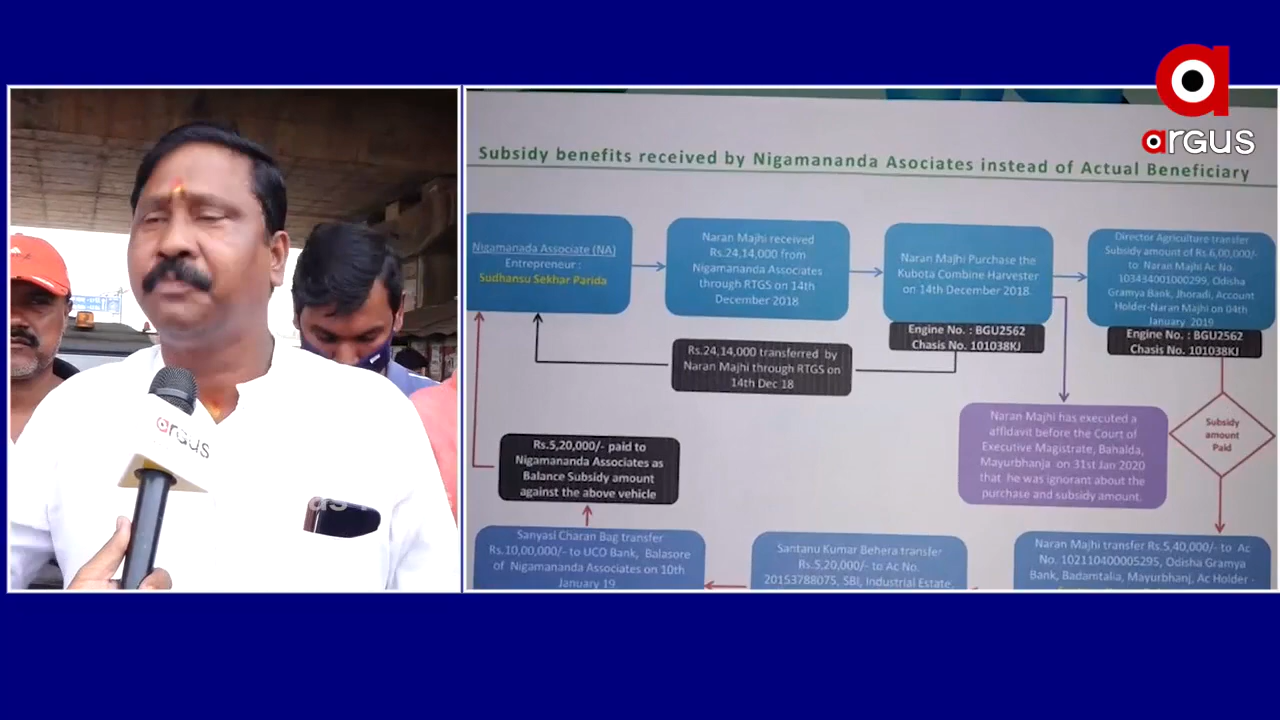 argus
Subsidy benefits received by Nigamananda Asociates instead of Actual Beneficiary
Nigamanada Associate (NA)
Entrepreneur :
Sudhansu Sekhar Parida
Naran Majhi received
Rs.24,14,000 from
Nigamananda Associates
through RTGS on 14th
December 2018
Naran Majhi Purchase the
Kubota Combine Harvester
on 14th December 2018
Engine No. : BGU2562
Chasis No. 101038KJ
Director Agriculture transfer
Subsidy amount of Rs.6,00,000/-
to Naran Majhi Ac No.
103434001000299, Odisha
Gramya Bank, Jhoradi, Account
Holder-Naran Majhi on 04th
January 2019
Engine No. : BGU2562
Chasis No. 101038KJ
Rs.24,14,000 transferred by
Naran Majhi through RTGS on
14th Dec 18
Naran Majhi has executed a
affidavit before the Court of
Executive Magistrate, Bahalda,
Mayurbhanja on 31st Jan 2020
that he was ignorant about the
purchase and subsidy amount.
Subsidy
amount
Paid
Rs.5,20,000/- paid to
Nigamananda Associates as
Balance Subsidy amount
against the above vehicle
Sanyasi Charan Bag transfer
Rs.10,00,000/- to UCO Bank, Balasore
of Nigamananda Associates on 10th
January 19
Santanu Kumar Behera transfer
Rs.5,20,000/- to Ac No.
20153788075, SBI, Industrial Estate,
Naran Majhi transfer Rs.5,40,000/- to Ac
No. 102110400005295, Odisha Gramya
Bank, Badamtalia, Mayurbhanj, Ac Holder -
argus